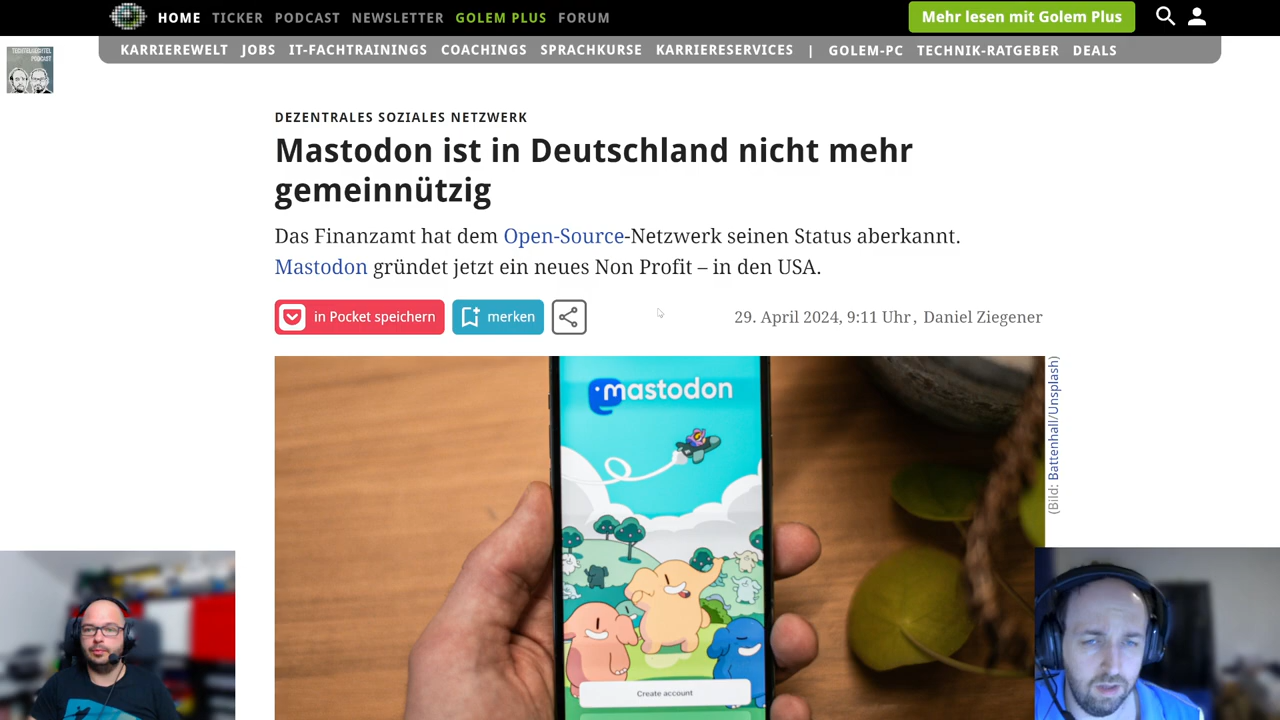 HOME TICKER PODCAST NEWSLETTER GOLEM PLUS FORUM
Mehr lesen mit Golem Plus
KARRIEREWELT JOBS IT-FACHTRAININGS COACHINGS SPRACHKURSE KARRIERESERVICES | GOLEM-PC TECHNIK-RATGEBER DEALS
TECHNIKVIERTEL
PODCAST
DEZENTRALES SOZIALES NETZWERK
Mastodon ist in Deutschland nicht mehr
gemeinnützig
Das Finanzamt hat dem Open-Source-Netzwerk seinen Status aberkannt.
Mastodon gründet jetzt ein neues Non Profit – in den USA.
in Pocket speichern
merken
29. April 2024, 9:11 Uhr, Daniel Ziegener
(Bild: Battenhall/Unsplash)
mastodon
Create account